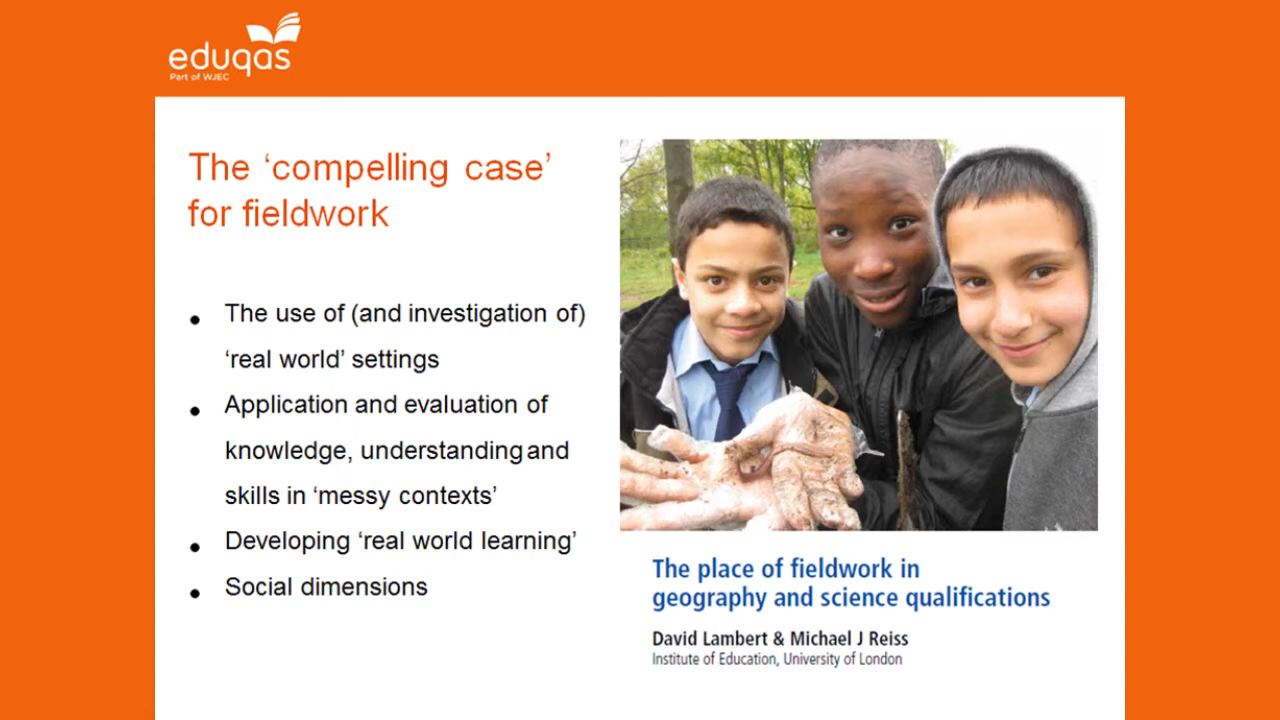 eduqas
Part of WJEC
The ‘compelling case’
for fieldwork
• The use of (and investigation of)
‘real world’ settings
• Application and evaluation of
knowledge, understanding and
skills in ‘messy contexts’
• Developing ‘real world learning’
• Social dimensions
The place of fieldwork in
geography and science qualifications
David Lambert & Michael J Reiss
Institute of Education, University of London